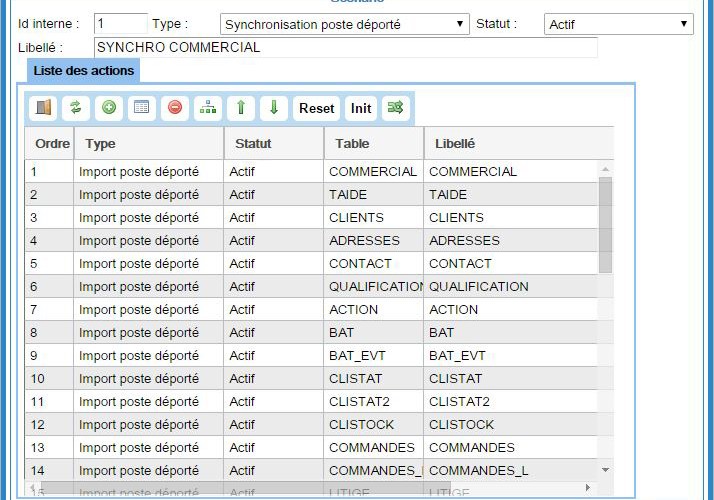 Scénario
Id interne : 1 Type : Synchronisation poste déporté Statut : Actif
Libellé : SYNCHRO COMMERCIAL
Liste des actions
Reset Init
Ordre Type Statut Table Libellé
1 Import poste déporté Actif COMMERCIAL COMMERCIAL
2 Import poste déporté Actif TAIDE TAIDE
3 Import poste déporté Actif CLIENTS CLIENTS
4 Import poste déporté Actif ADRESSES ADRESSES
5 Import poste déporté Actif CONTACT CONTACT
6 Import poste déporté Actif QUALIFICATION QUALIFICATION
7 Import poste déporté Actif ACTION ACTION
8 Import poste déporté Actif BAT BAT
9 Import poste déporté Actif BAT_EVT BAT_EVT
10 Import poste déporté Actif CLISTAT CLISTAT
11 Import poste déporté Actif CLISTAT2 CLISTAT2
12 Import poste déporté Actif CLISTOCK CLISTOCK
13 Import poste déporté Actif COMMANDES COMMANDES
14 Import poste déporté Actif COMMANDES_L COMMANDES_L
15 Import poste déporté Actif LITIGE LITIGE